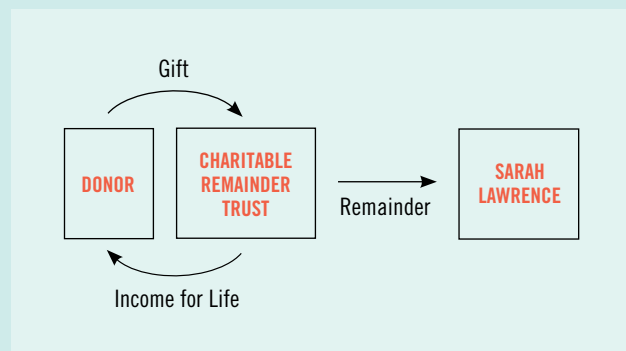 Gift
DONOR
CHARITABLE
REMAINDER
TRUST
Income for Life
Remainder
SARAH
LAWRENCE